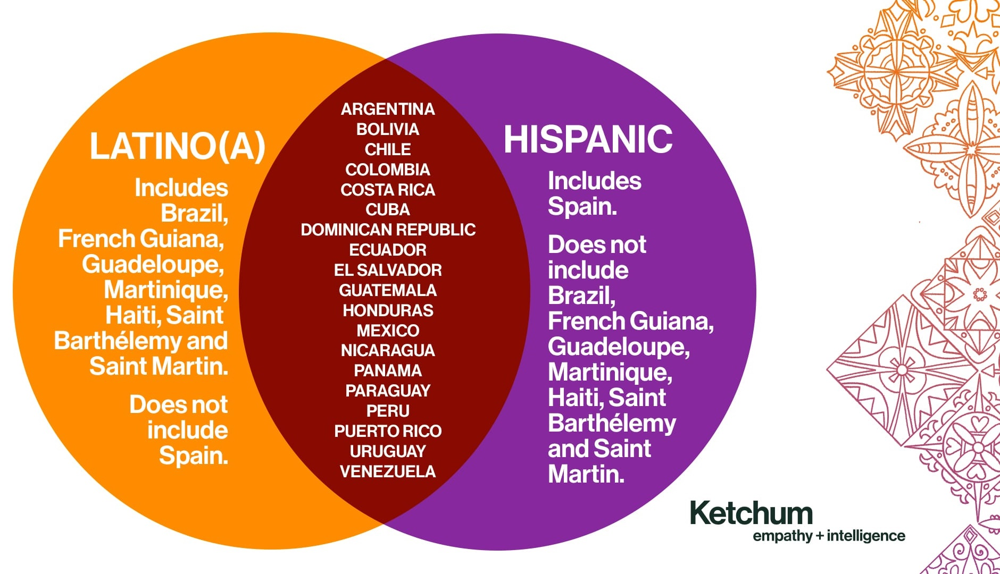 LATINO(A)
Includes
Brazil,
French Guiana,
Guadeloupe,
Martinique,
Haiti, Saint
Barthélemy and
Saint Martin.
Does not
include
Spain.
ARGENTINA
BOLIVIA
CHILE
COLOMBIA
COSTA RICA
CUBA
DOMINICAN REPUBLIC
ECUADOR
EL SALVADOR
GUATEMALA
HONDURAS
MEXICO
NICARAGUA
PANAMA
PARAGUAY
PERU
PUERTO RICO
URUGUAY
VENEZUELA
HISPANIC
Includes
Spain.
Does not
include
Brazil,
French Guiana,
Guadeloupe,
Martinique,
Haiti, Saint
Barthélemy
and Saint
Martin.
Ketchum
empathy + intelligence